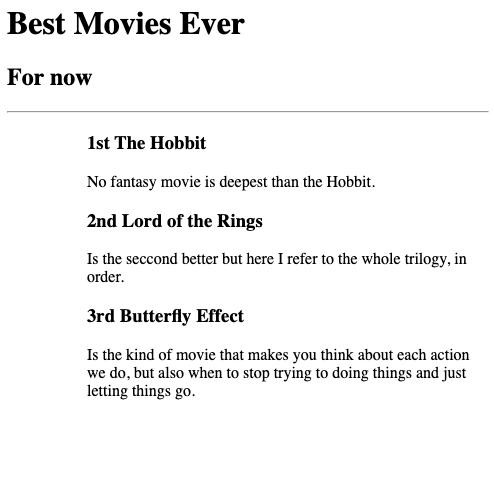 Best Movies Ever
For now
1st The Hobbit
No fantasy movie is deepest than the Hobbit.
2nd Lord of the Rings
Is the seccond better but here I refer to the whole trilogy, in
order.
3rd Butterfly Effect
Is the kind of movie that makes you think about each action
we do, but also when to stop trying to doing things and just
letting things go.